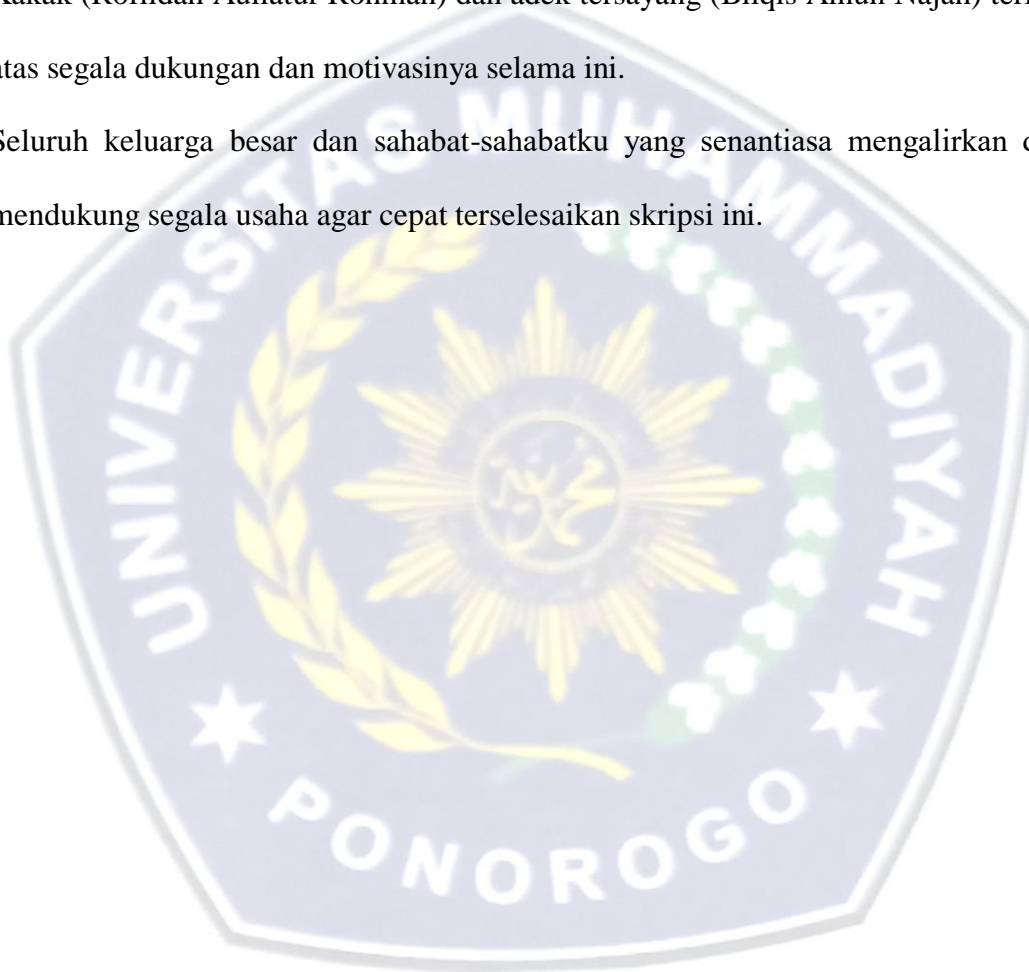 atas segala dukungan dan motivasinya selama ini.
Seluruh keluarga besar dan sahabat-sahabatku yang senantiasa mengalirkan
mendukung segala usaha agar cepat terselesaikan skripsi ini.
UNIVERSITAS MUHAMMADIYAH
PONOROGO
محمد